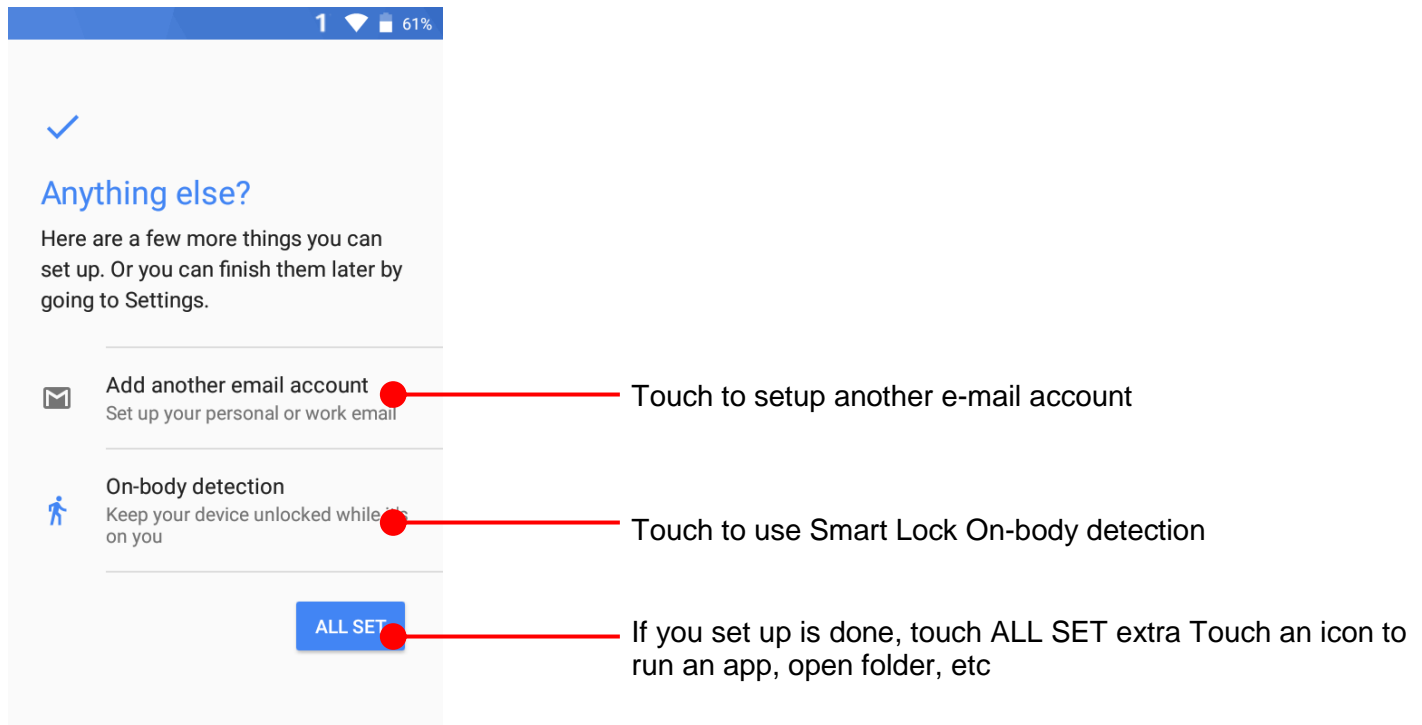 1 61%
Anything else?
Here are a few more things you can
set up. Or you can finish them later by
going to Settings.
Add another email account
Set up your personal or work email
Touch to setup another e-mail account
On-body detection
Keep your device unlocked while it's
on you
Touch to use Smart Lock On-body detection
ALL SET
If you set up is done, touch ALL SET extra Touch an icon to
run an app, open folder, etc